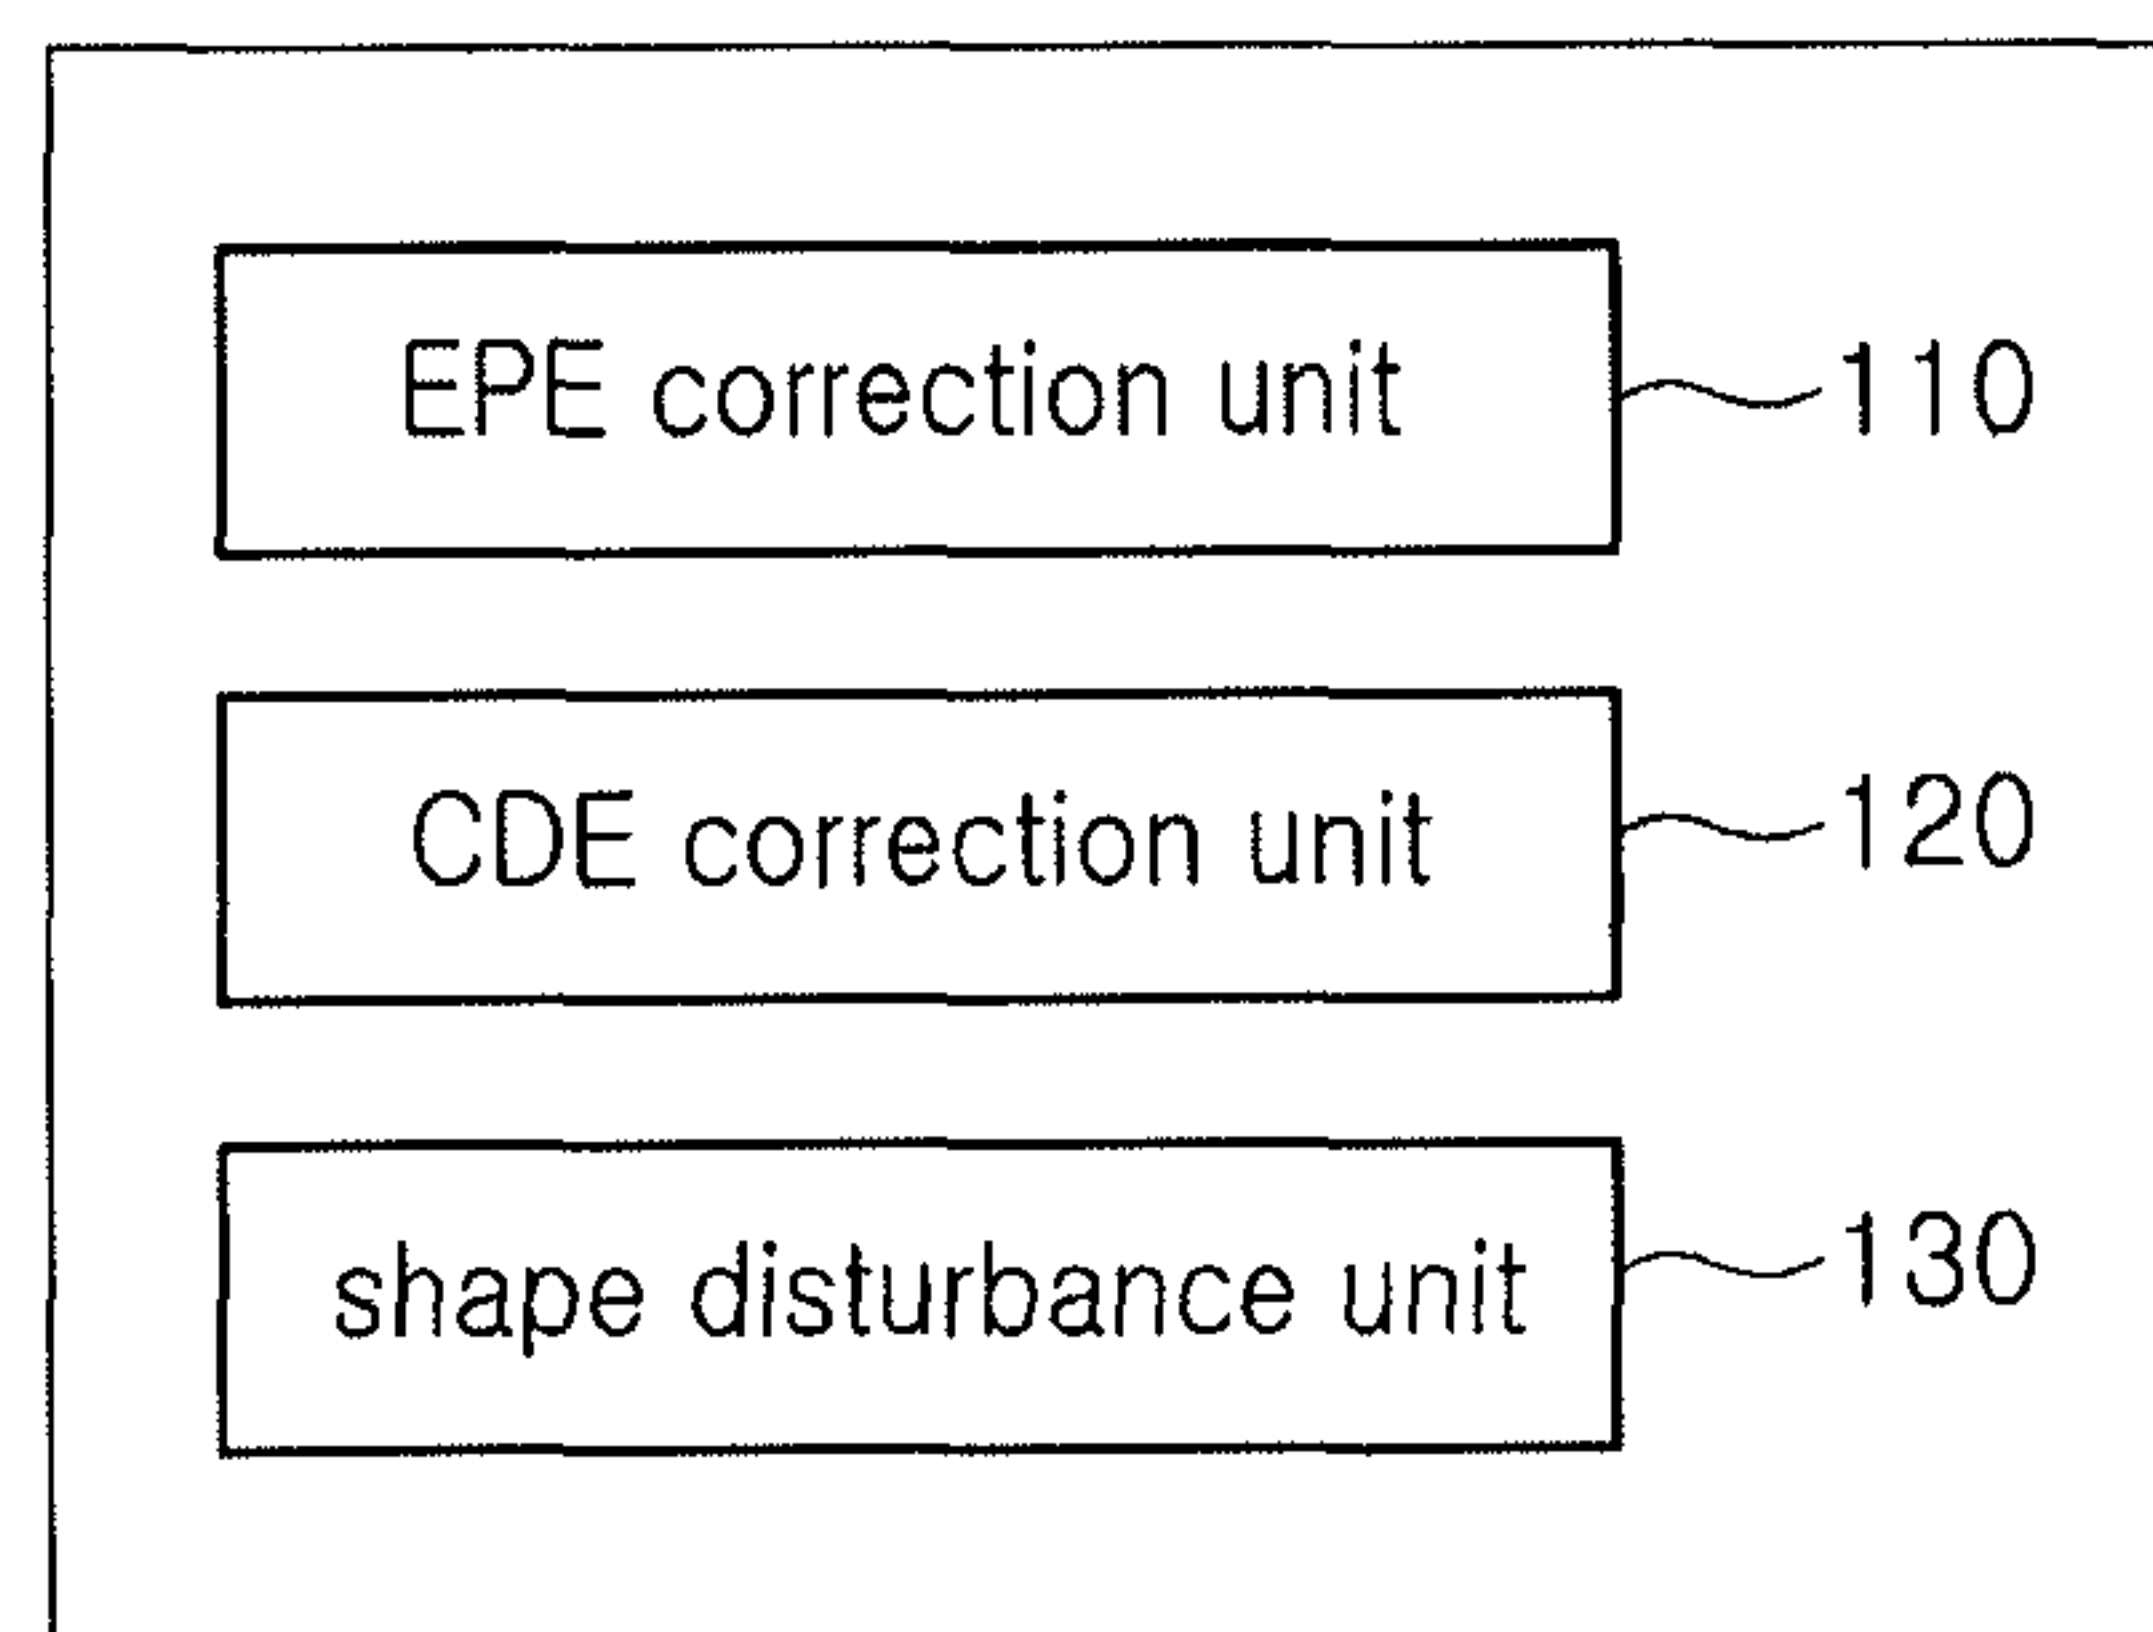 EPE correction unit 110
CDE correction unit 120
shape disturbance unit 130